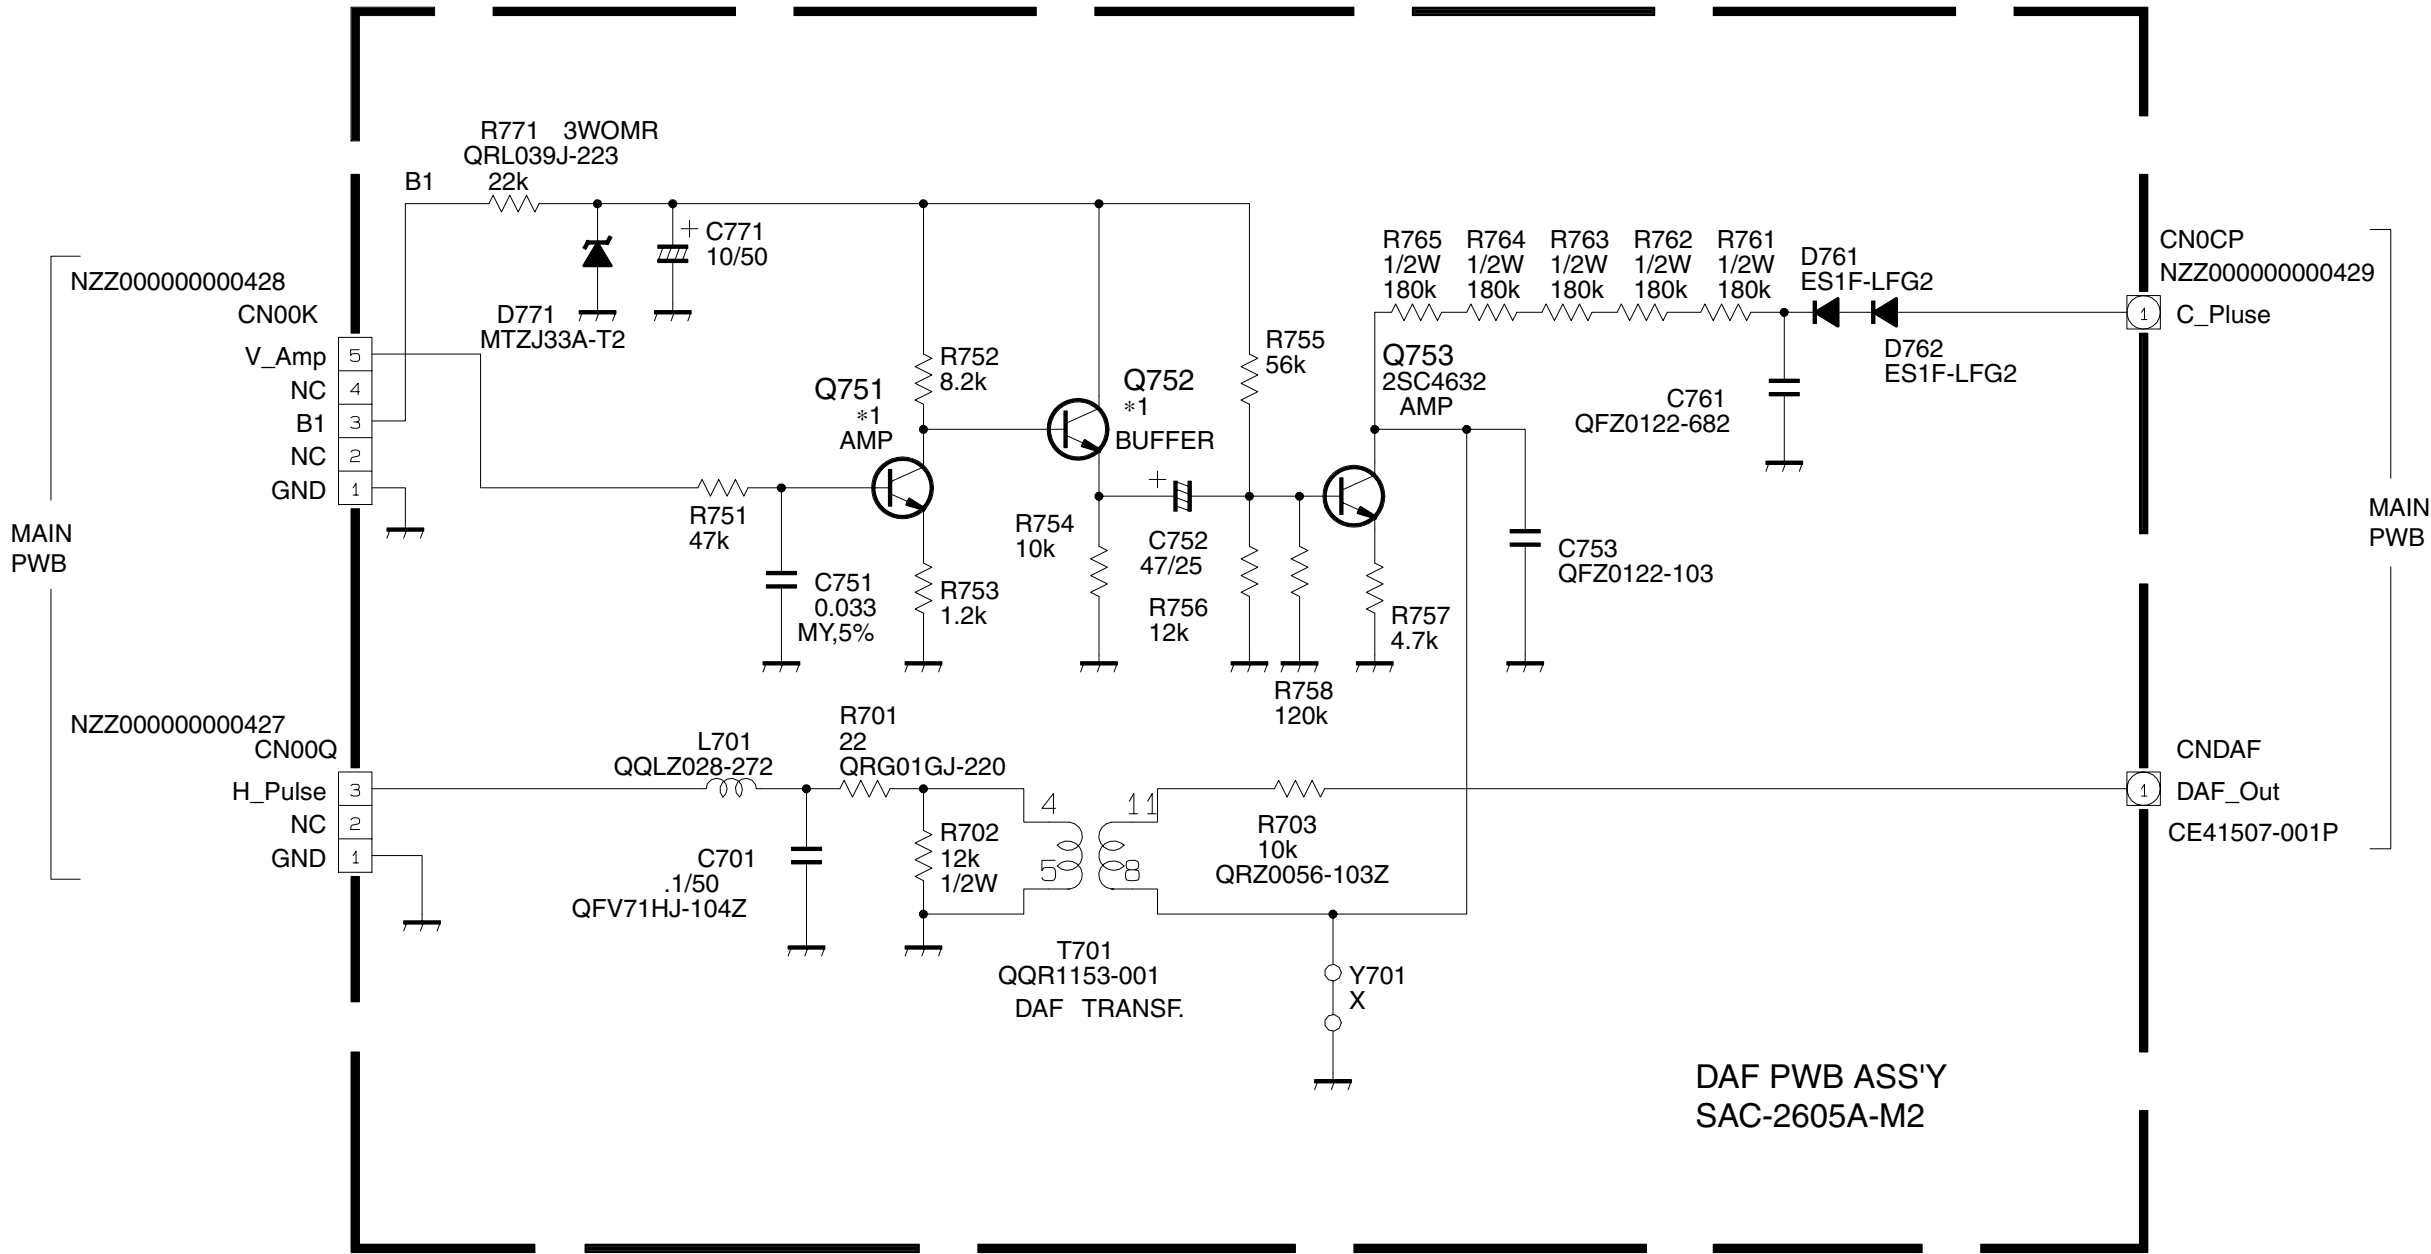 R771 3WOMR
QRL039J-223
22k
B1
C771
10/50
D771
MTZJ33A-T2
NZZ000000000428
CN00K
V_Amp 5
NC 4
B1 3
NC 2
GND 1
MAIN
PWB
R751
47k
C751
0.033
MY,5%
Q751
*1
AMP
R752
8.2k
R753
1.2k
Q752
*1
BUFFER
R754
10k
C752
47/25
R755
56k
R756
12k
R758
120k
Q753
2SC4632
AMP
R757
4.7k
C753
QFZ0122-103
R765
1/2W
180k
R764
1/2W
180k
R763
1/2W
180k
R762
1/2W
180k
R761
1/2W
180k
D761
ES1F-LFG2
D762
ES1F-LFG2
C761
QFZ0122-682
CN0CP
NZZ000000000429
1 C_Pluse
MAIN
PWB
NZZ000000000427
CN00Q
H_Pulse 3
NC 2
GND 1
L701
QQLZ028-272
C701
.1/50
QFV71HJ-104Z
R701
22
QRG01GJ-220
R702
12k
1/2W
4 11
5 8
T701
QQR1153-001
DAF TRANSF.
R703
10k
QRZ0056-103Z
Y701
X
CNDAF
1 DAF_Out
CE41507-001P
DAF PWB ASS'Y
SAC-2605A-M2